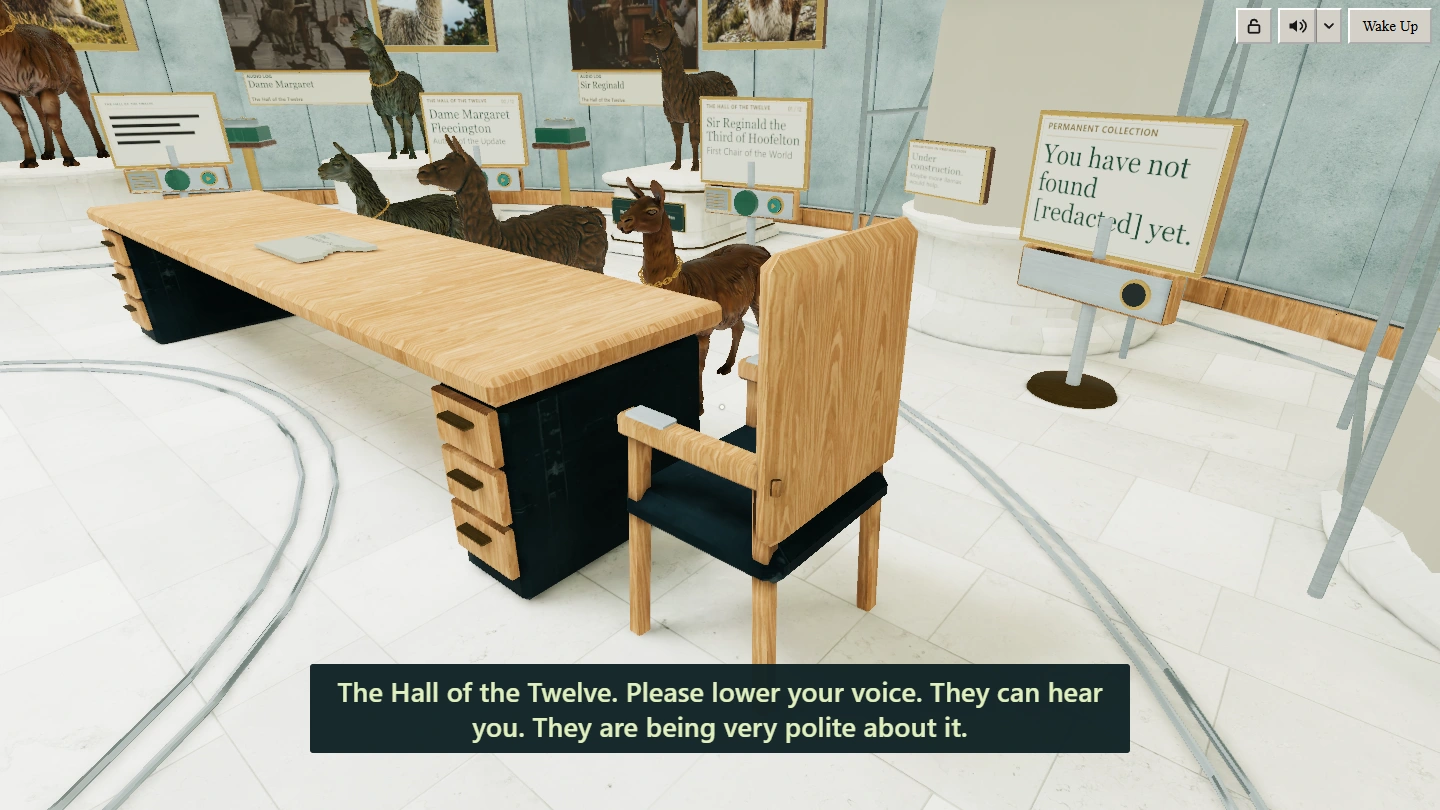 Wake Up
AUDIO LOG
Dame Margaret
The Hall of the Twelve
AUDIO LOG
Sir Reginald
The Hall of the Twelve
THE HALL OF THE TWELVE
Dame Margaret
Fleecington
of the Update
THE HALL OF THE TWELVE
Sir Reginald the
Third of Hoofelton
First Chair of the World
Under
construction.
PERMANENT COLLECTION
You have not
found
[redacted] yet.
The Hall of the Twelve. Please lower your voice. They can hear
you. They are being very polite about it.